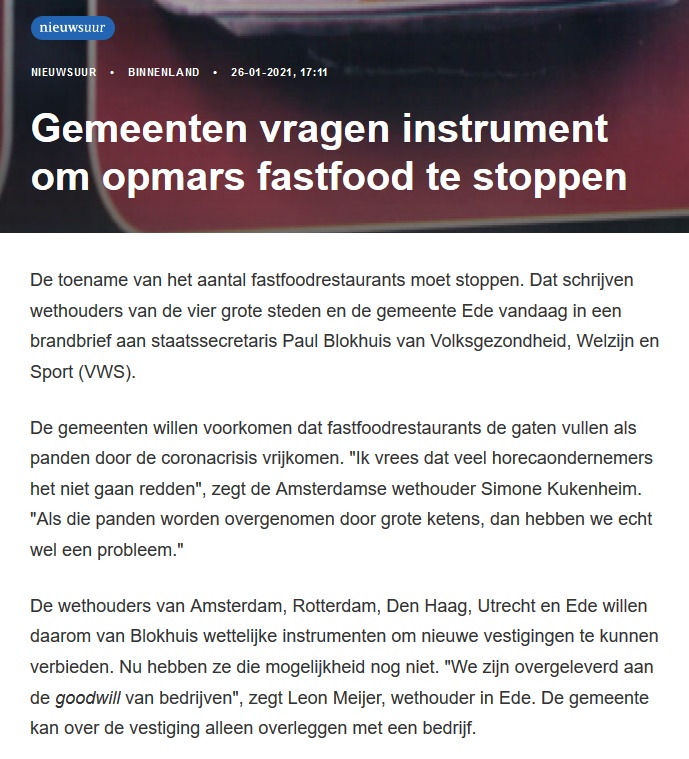 nieuwsuur
NIEUWSUUR • BINNENLAND • 26-01-2021, 17:11
Gemeenten vragen instrument
om opmars fastfood te stoppen
De toename van het aantal fastfoodrestaurants moet stoppen. Dat schrijven
wethouders van de vier grote steden en de gemeente Ede vandaag in een
brandbrief aan staatssecretaris Paul Blokhuis van Volksgezondheid, Welzijn en
Sport (VWS).
De gemeenten willen voorkomen dat fastfoodrestaurants de gaten vullen als
panden door de coronacrisis vrijkomen. "Ik vrees dat veel horecaondernemers
het niet gaan redden", zegt de Amsterdamse wethouder Simone Kukenheim.
"Als die panden worden overgenomen door grote ketens, dan hebben we echt
wel een probleem."
De wethouders van Amsterdam, Rotterdam, Den Haag, Utrecht en Ede willen
daarom van Blokhuis wettelijke instrumenten om nieuwe vestigingen te kunnen
verbieden. Nu hebben ze die mogelijkheid nog niet. "We zijn overgeleverd aan
de goodwill van bedrijven", zegt Leon Meijer, wethouder in Ede. De gemeente
kan over de vestiging alleen overleggen met een bedrijf.